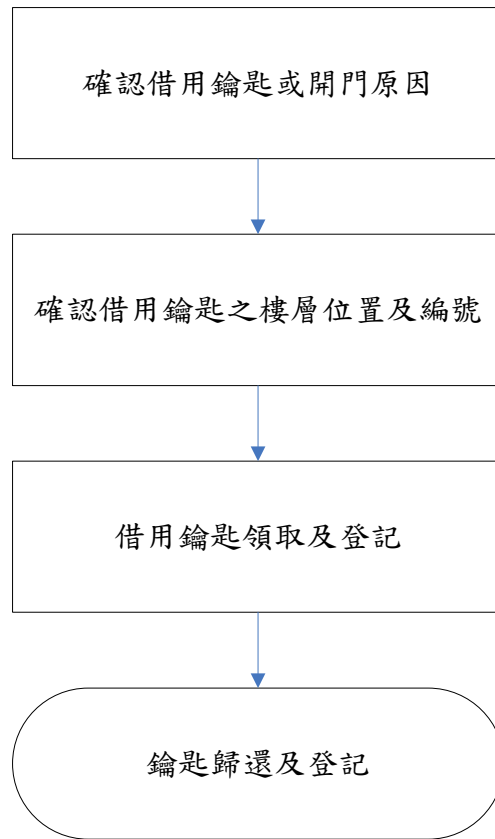 確認借用鑰匙或開門原因
確認借用鑰匙之樓層位置及編號
借用鑰匙領取及登記
鑰匙歸還及登記